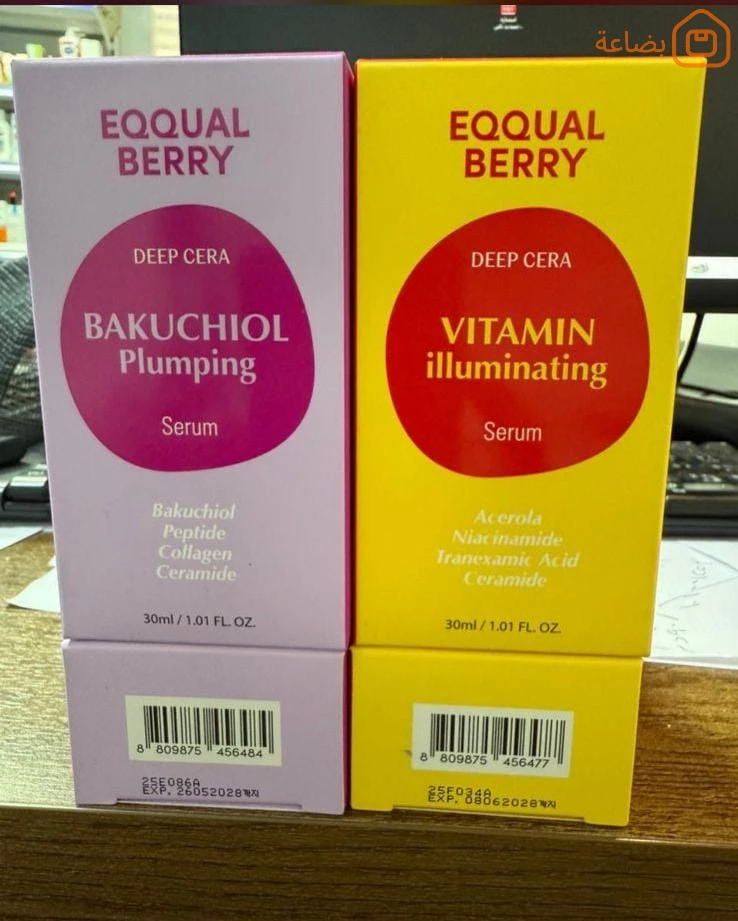 بضاعة
EQQUAL
BERRY
DEEP CERA
BAKUCHIOL
Plumping
Serum
Bakuchiol
Peptide
Collagen
Ceramide
30ml / 1.01 FL. OZ.
8 809875 456484
25E086A
EXP. 26052028까지
EQQUAL
BERRY
DEEP CERA
VITAMIN
illuminating
Serum
Acerola
Niacinamide
Tranexamic Acid
Ceramide
30ml / 1.01 FL. OZ.
8 809875 456477
25F034A
EXP. 08062028까지